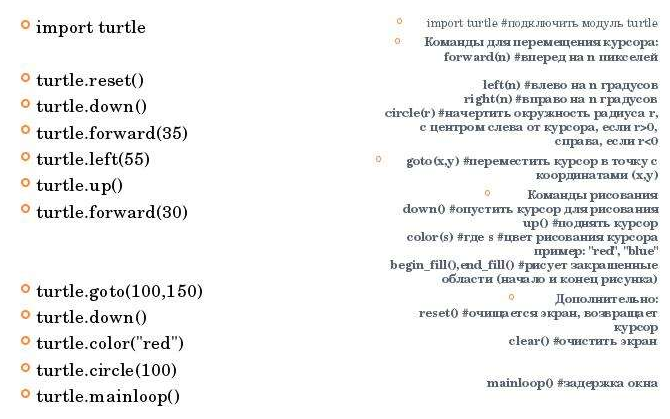 import turtle
turtle.reset()
turtle.down()
turtle.forward(35)
turtle.left(55)
turtle.up()
turtle.forward(30)
turtle.goto(100,150)
turtle.down()
turtle.color("red")
turtle.circle(100)
turtle.mainloop()
import turtle #подключить модуль turtle
Команды для перемещения курсора:
forward(n) #вперед на n пикселей
left(n) #влево на n градусов
right(n) #вправо на n градусов
circle(r) #начертить окружность радиуса r,
с центром слева от курсора, если r>0,
справа, если r<0
goto(x,y) #переместить курсор в точку с
координатами (x,y)
Команды рисования
down() #опустить курсор для рисования
up() #поднять курсор
color(s) #где s #цвет рисования курсора
пример: "red", "blue"
begin_fill(),end_fill() #рисует закрашенные
области (начало и конец рисунка)
Дополнительно:
reset() #очищается экран, возвращает
курсор
clear() #очистить экран
mainloop() #задержка окна